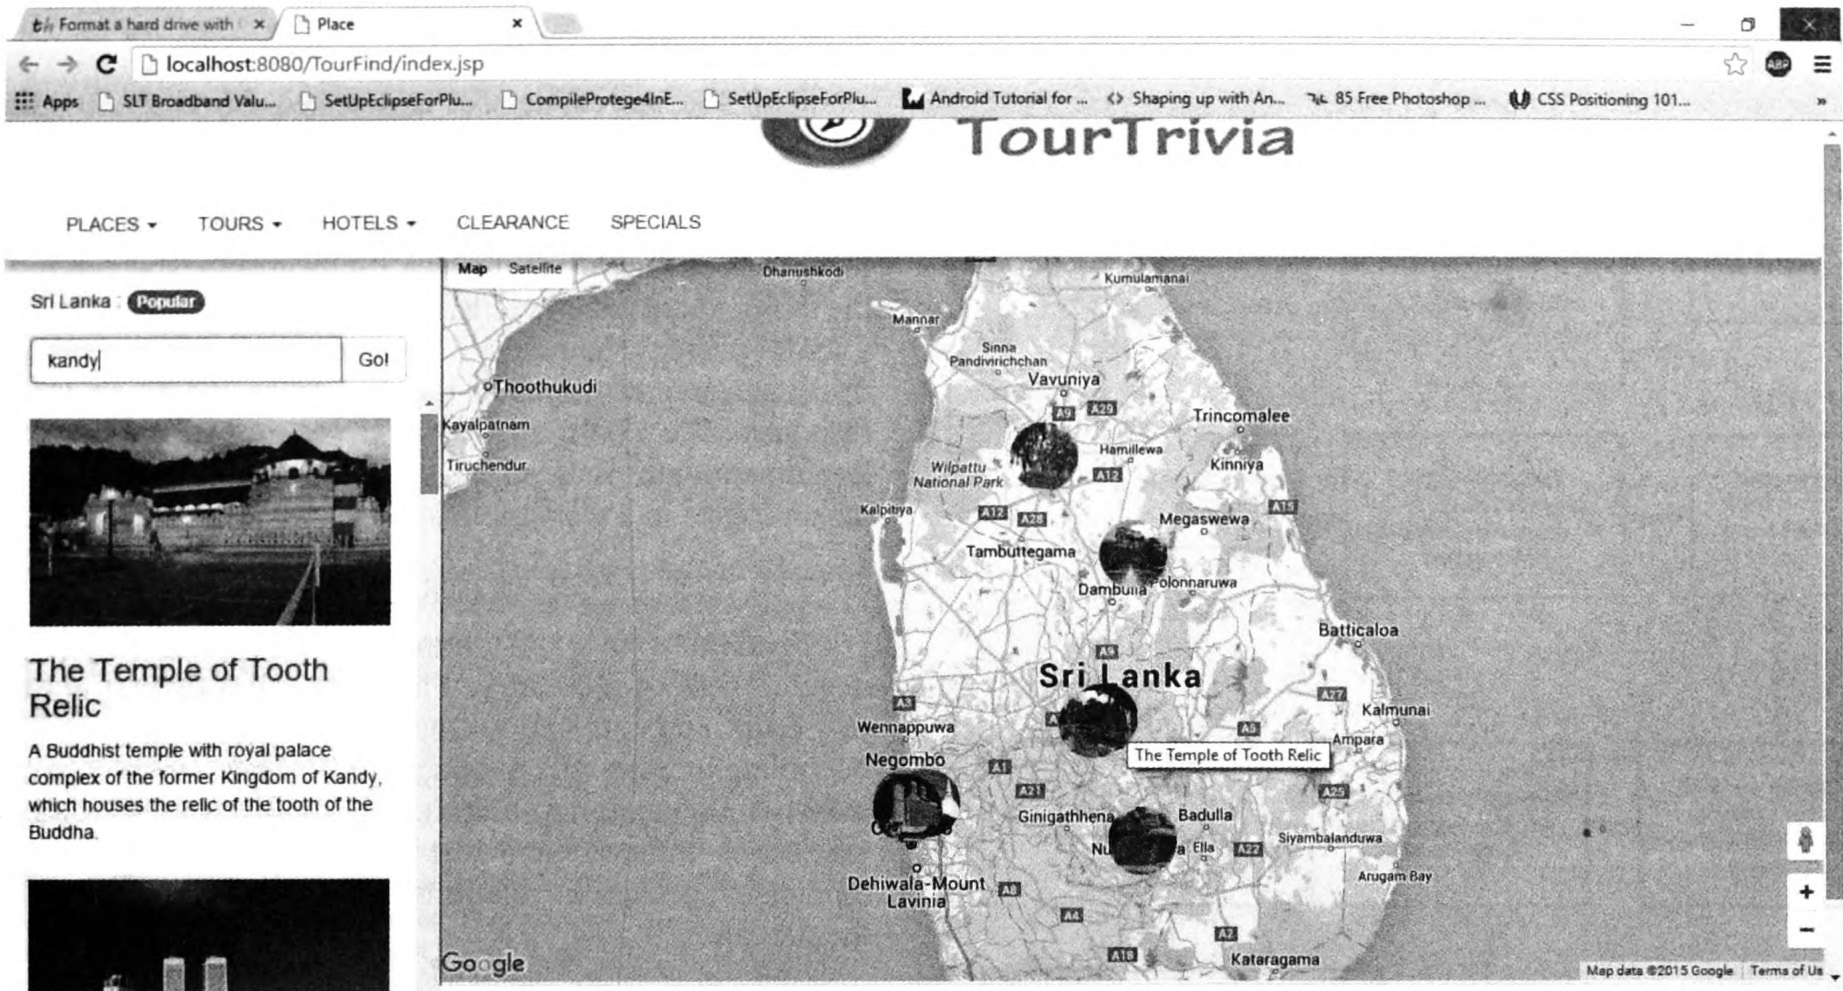 Format a hard drive with
Place
localhost:8080/TourFind/index.jsp
ABP
Apps
SLT Broadband Valu...
SetUpEclipseForPlu...
CompileProtege4InE...
SetUpEclipseForPlu...
Android Tutorial for ...
Shaping up with An...
85 Free Photoshop ...
CSS Positioning 101...
»
TourTrivia
PLACES
TOURS
HOTELS
CLEARANCE
SPECIALS
Sri Lanka : Popular
kandy
Go!
The Temple of Tooth
Relic
A Buddhist temple with royal palace
complex of the former Kingdom of Kandy,
which houses the relic of the tooth of the
Buddha.
Map
Satellite
Dhanushkodi
Kumulamanai
Mannar
Sinna
Pandivirichchan
Vavuniya
Thoothukudi
A9
A29
Trincomalee
Kayalpatnam
Hamillewa
Kinniya
Tiruchendur
Wilpattu
National Park
A12
Kalpitiya
A12
A28
Megaswewa
A15
Tambuttegama
Dambulla
Polonnaruwa
Batticaloa
A9
Sri Lanka
A27
A3
Kalmunai
Wennappuwa
A5
Ampara
The Temple of Tooth Relic
Negombo
A1
A21
A25
Ginigathhena
Badulla
Siyambalanduwa
Ella
A22
Arugam Bay
Dehiwala-Mount
Lavinia
A8
A4
A2
A18
Kataragama
Google
+
−
Map data ©2015 Google
Terms of Us